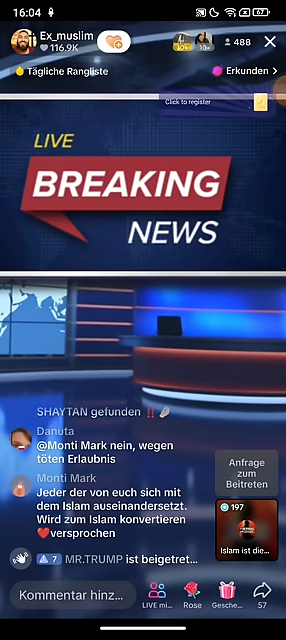 16:04
67
Ex_muslim
116.9K
40+
10+
488
Tägliche Rangliste
Erkunden >
Click to register
LIVE
BREAKING
NEWS
SHAYTAN gefunden ‼️
Danuta
@Monti Mark nein, wegen
töten Erlaubnis
Monti Mark
Jeder der von euch sich mit
dem Islam auseinandersetzt.
Wird zum Islam konvertieren
❤️versprochen
7 MR.TRUMP ist beigetret...
Anfrage
zum
Beitreten
197
Islam ist die...
Kommentar hinz...
LIVE mi...
Rose
Gesche...
57